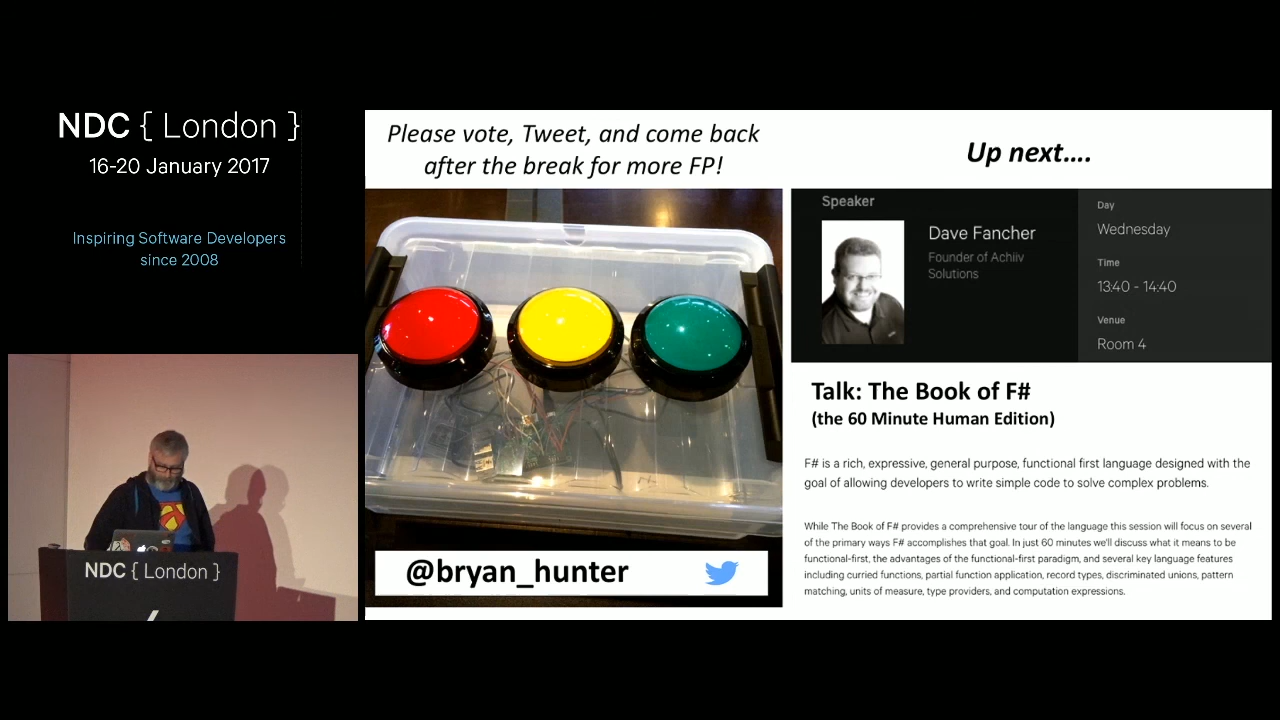 NDC { London }
16-20 January 2017
Inspiring Software Developers
since 2008
NDC { London }
Please vote, Tweet, and come back
after the break for more FP!
@bryan_hunter
Up next....
Speaker
Dave Fancher
Founder of Achiiv
Solutions
Day
Wednesday
Time
13:40 - 14:40
Venue
Room 4
Talk: The Book of F#
(the 60 Minute Human Edition)
F# is a rich, expressive, general purpose, functional first language designed with the
goal of allowing developers to write simple code to solve complex problems.
While The Book of F# provides a comprehensive tour of the language this session will focus on several
of the primary ways F# accomplishes that goal. In just 60 minutes we'll discuss what it means to be
functional-first, the advantages of the functional-first paradigm, and several key language features
including curried functions, partial function application, record types, discriminated unions, pattern
matching, units of measure, type providers, and computation expressions.